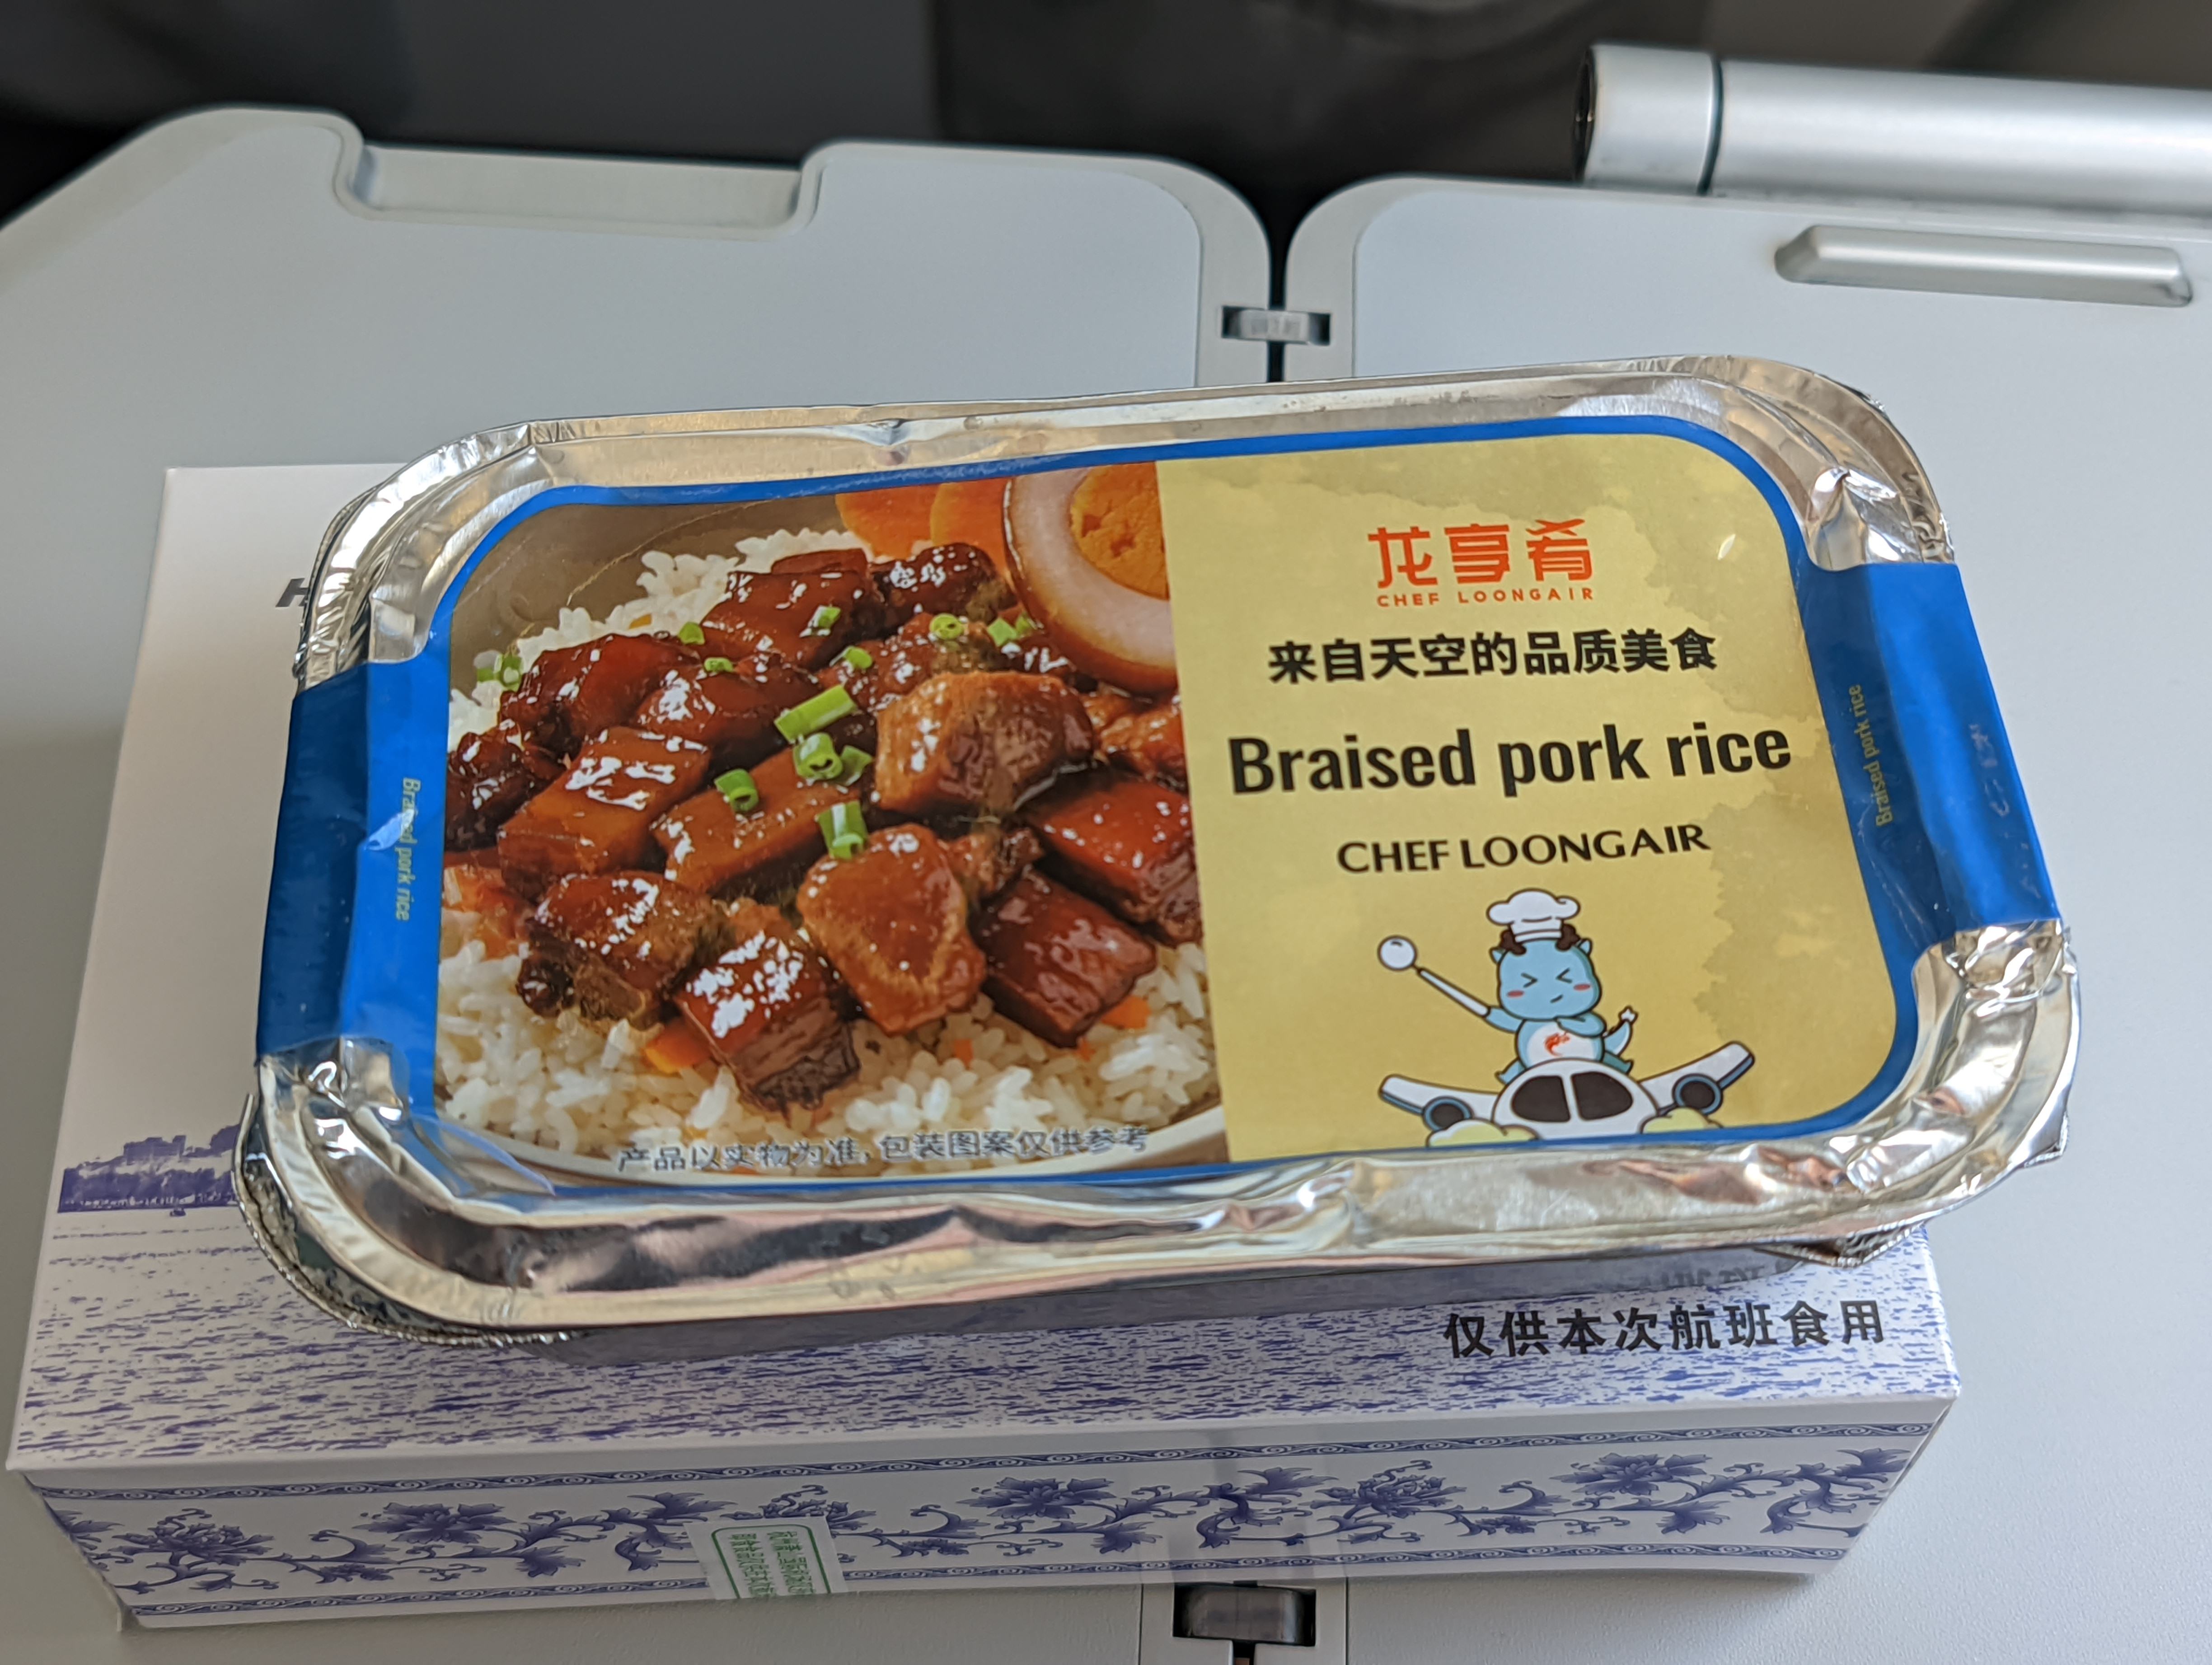 龙享肴
CHEF LOONGAIR
来自天空的品质美食
Braised pork rice
CHEF LOONGAIR
Braised pork rice
Braised pork rice
产品以实物为准,包装图案仅供参考
仅供本次航班食用